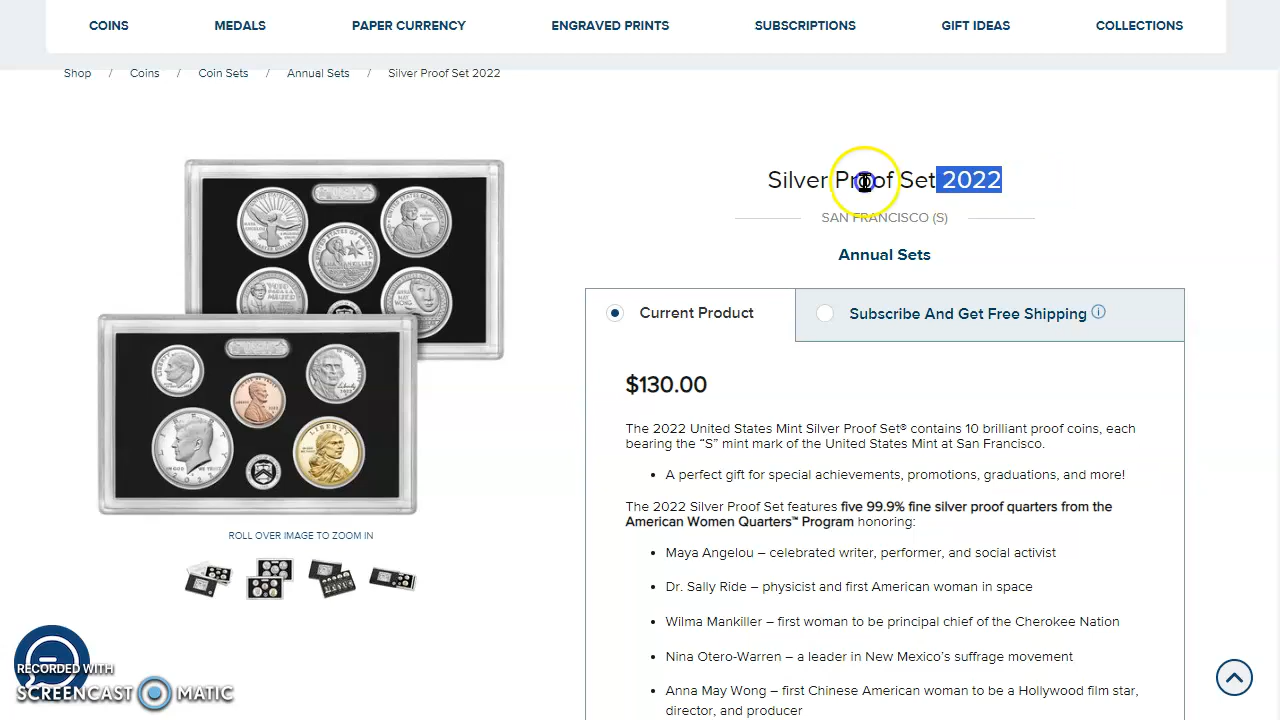 COINS MEDALS PAPER CURRENCY ENGRAVED PRINTS SUBSCRIPTIONS GIFT IDEAS COLLECTIONS
Shop / Coins / Coin Sets / Annual Sets / Silver Proof Set 2022
Silver Proof Set 2022
SAN FRANCISCO (S)
Annual Sets
Current Product
Subscribe And Get Free Shipping
$130.00
The 2022 United States Mint Silver Proof Set® contains 10 brilliant proof coins, each
bearing the “S” mint mark of the United States Mint at San Francisco.
• A perfect gift for special achievements, promotions, graduations, and more!
The 2022 Silver Proof Set features five 99.9% fine silver proof quarters from the
American Women Quarters™ Program honoring:
• Maya Angelou – celebrated writer, performer, and social activist
• Dr. Sally Ride – physicist and first American woman in space
• Wilma Mankiller – first woman to be principal chief of the Cherokee Nation
• Nina Otero-Warren – a leader in New Mexico’s suffrage movement
• Anna May Wong – first Chinese American woman to be a Hollywood film star,
director, and producer
LIBERTY
ROLL OVER IMAGE TO ZOOM IN
RECORDED WITH
SCREENCAST MATIC